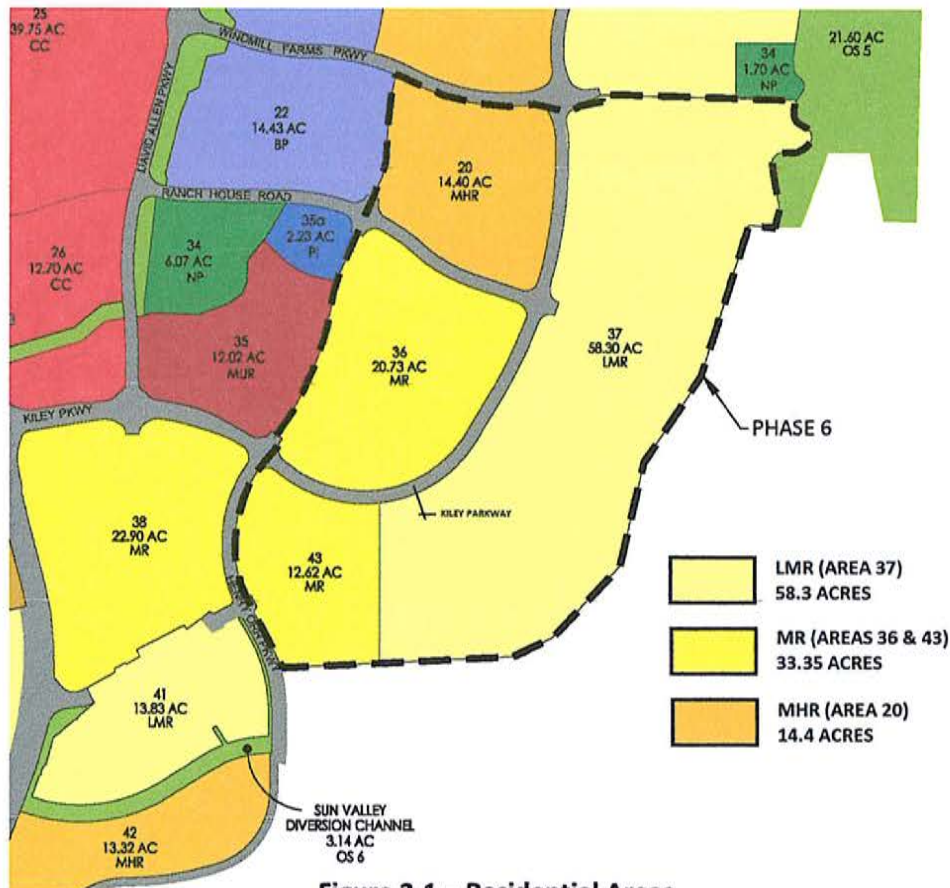 25
39.75 AC
CC
WINDMILL FARMS PKWY
34
1.70 AC
NP
21.60 AC
OS 5
DAVID ALLEN PKWY
22
14.43 AC
BP
20
14.40 AC
MHR
RANCH HOUSE ROAD
35a
2.23 AC
PI
34
6.07 AC
NP
26
12.70 AC
CC
35
12.02 AC
MUR
36
20.73 AC
MR
37
58.30 AC
LMR
KILEY PKWY
PHASE 6
KILEY PARKWAY
38
22.90 AC
MR
43
12.62 AC
MR
LMR (AREA 37)
58.3 ACRES
MR (AREAS 36 & 43)
33.35 ACRES
MHR (AREA 20)
14.4 ACRES
ORR PKWY
41
13.83 AC
LMR
SUN VALLEY
DIVERSION CHANNEL
3.14 AC
OS 6
42
13.32 AC
MHR
Figure 2-1 – Residential Areas